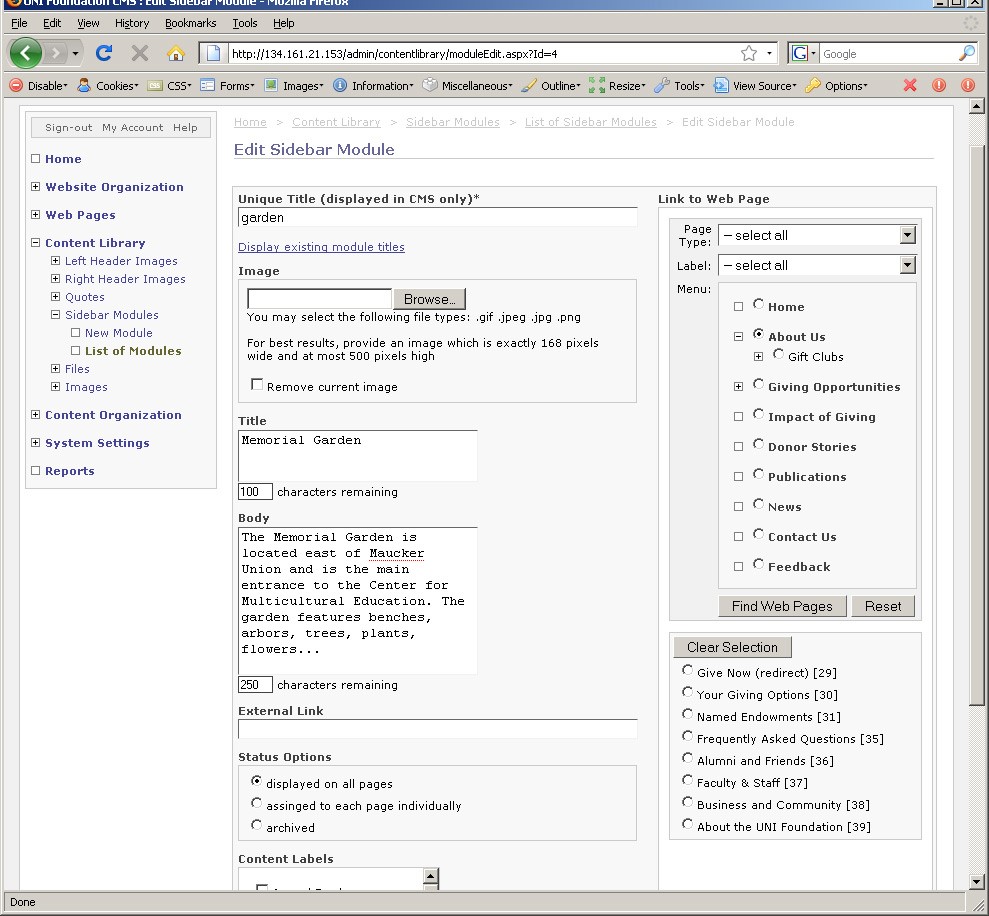 UNI Foundation CMS : Edit Sidebar Module - Mozilla Firefox
File Edit View History Bookmarks Tools Help
http://134.161.21.153/admin/contentlibrary/moduleEdit.aspx?Id=4
G Google
Disable Cookies CSS Forms Images Information Miscellaneous Outline Resize Tools View Source Options
Sign-out My Account Help
Home
Website Organization
Web Pages
Content Library
Left Header Images
Right Header Images
Quotes
Sidebar Modules
New Module
List of Modules
Files
Images
Content Organization
System Settings
Reports
Home > Content Library > Sidebar Modules > List of Sidebar Modules > Edit Sidebar Module
Edit Sidebar Module
Unique Title (displayed in CMS only)*
garden
Display existing module titles
Image
Browse...
You may select the following file types: .gif .jpeg .jpg .png
For best results, provide an image which is exactly 168 pixels
wide and at most 500 pixels high
Remove current image
Title
Memorial Garden
100 characters remaining
Body
The Memorial Garden is
located east of Maucker
Union and is the main
entrance to the Center for
Multicultural Education. The
garden features benches,
arbors, trees, plants,
flowers...
250 characters remaining
External Link
Status Options
displayed on all pages
assinged to each page individually
archived
Content Labels
Link to Web Page
Page
Type:
-- select all
Label:
-- select all
Menu:
Home
About Us
Gift Clubs
Giving Opportunities
Impact of Giving
Donor Stories
Publications
News
Contact Us
Feedback
Find Web Pages Reset
Clear Selection
Give Now (redirect) [29]
Your Giving Options [30]
Named Endowments [31]
Frequently Asked Questions [35]
Alumni and Friends [36]
Faculty & Staff [37]
Business and Community [38]
About the UNI Foundation [39]
Done